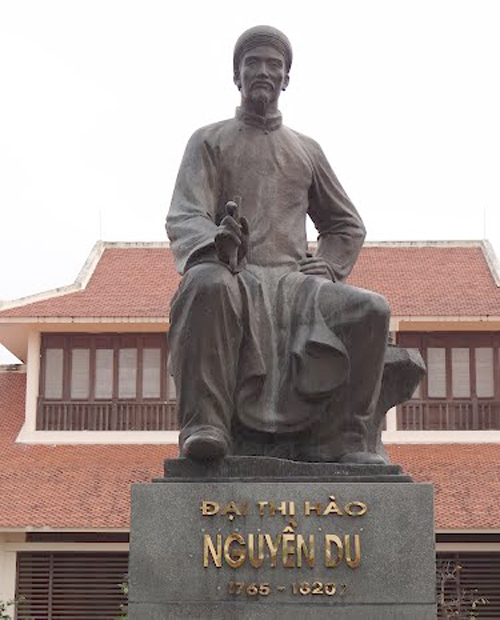 ĐẠI THI HÀO
NGUYỄN DU
1765 - 1820